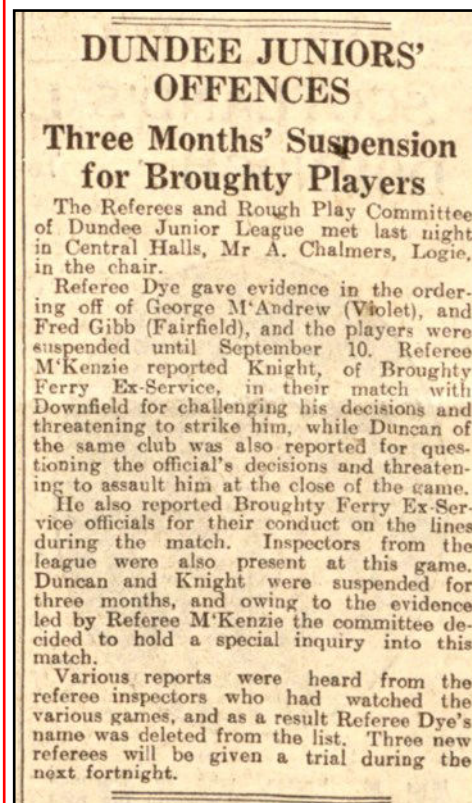 DUNDEE JUNIORS'
OFFENCES
Three Months' Suspension
for Broughty Players
The Referees and Rough Play Committee
of Dundee Junior League met last night
in Central Halls, Mr A. Chalmers, Logie,
in the chair.
Referee Dye gave evidence in the order-
ing off of George M'Andrew (Violet), and
Fred Gibb (Fairfield), and the players were
suspended until September 10. Referee
M'Kenzie reported Knight, of Broughty
Ferry Ex-Service, in their match with
Downfield for challenging his decisions and
threatening to strike him, while Duncan of
the same club was also reported for ques-
tioning the official's decisions and threaten-
ing to assault him at the close of the game.
He also reported Broughty Ferry Ex-Ser-
vice officials for their conduct on the lines
during the match. Inspectors from the
league were also present at this game.
Duncan and Knight were suspended for
three months, and owing to the evidence
led by Referee M'Kenzie the committee de-
cided to hold a special inquiry into this
match.
Various reports were heard from the
referee inspectors who had watched the
various games, and as a result Referee Dye's
name was deleted from the list. Three new
referees will be given a trial during the
next fortnight.